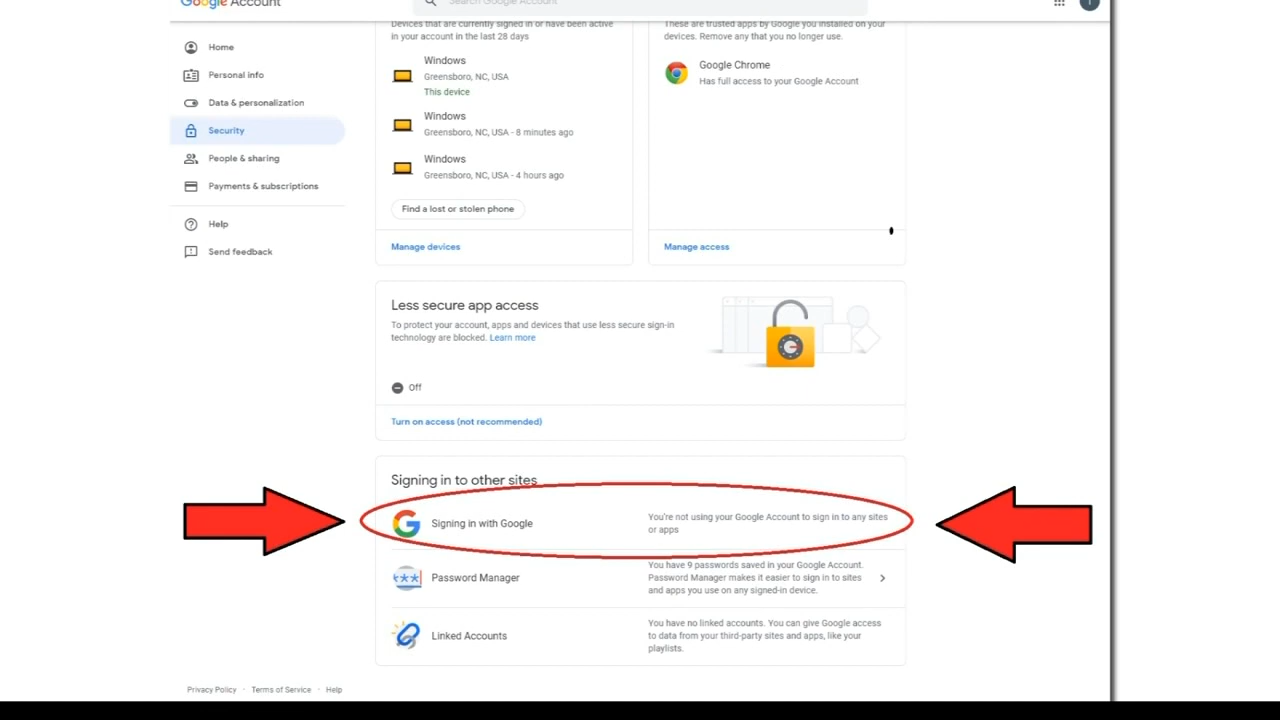 Google Account
Search Google Account
Home
Personal info
Data & personalization
Security
People & sharing
Payments & subscriptions
Help
Send feedback
Devices that are currently signed in or have been active
in your account in the last 28 days
Windows
Greensboro, NC, USA
This device
Windows
Greensboro, NC, USA - 8 minutes ago
Windows
Greensboro, NC, USA - 4 hours ago
Find a lost or stolen phone
Manage devices
These are trusted apps by Google you installed on your
devices. Remove any that you no longer use.
Google Chrome
Has full access to your Google Account
Manage access
Less secure app access
To protect your account, apps and devices that use less secure sign-in
technology are blocked. Learn more
Off
Turn on access (not recommended)
Signing in to other sites
Signing in with Google
You're not using your Google Account to sign in to any sites
or apps
Password Manager
You have 9 passwords saved in your Google Account.
Password Manager makes it easier to sign in to sites
and apps you use on any signed-in device.
Linked Accounts
You have no linked accounts. You can give Google access
to data from your third-party sites and apps, like your
playlists.
Privacy Policy · Terms of Service · Help